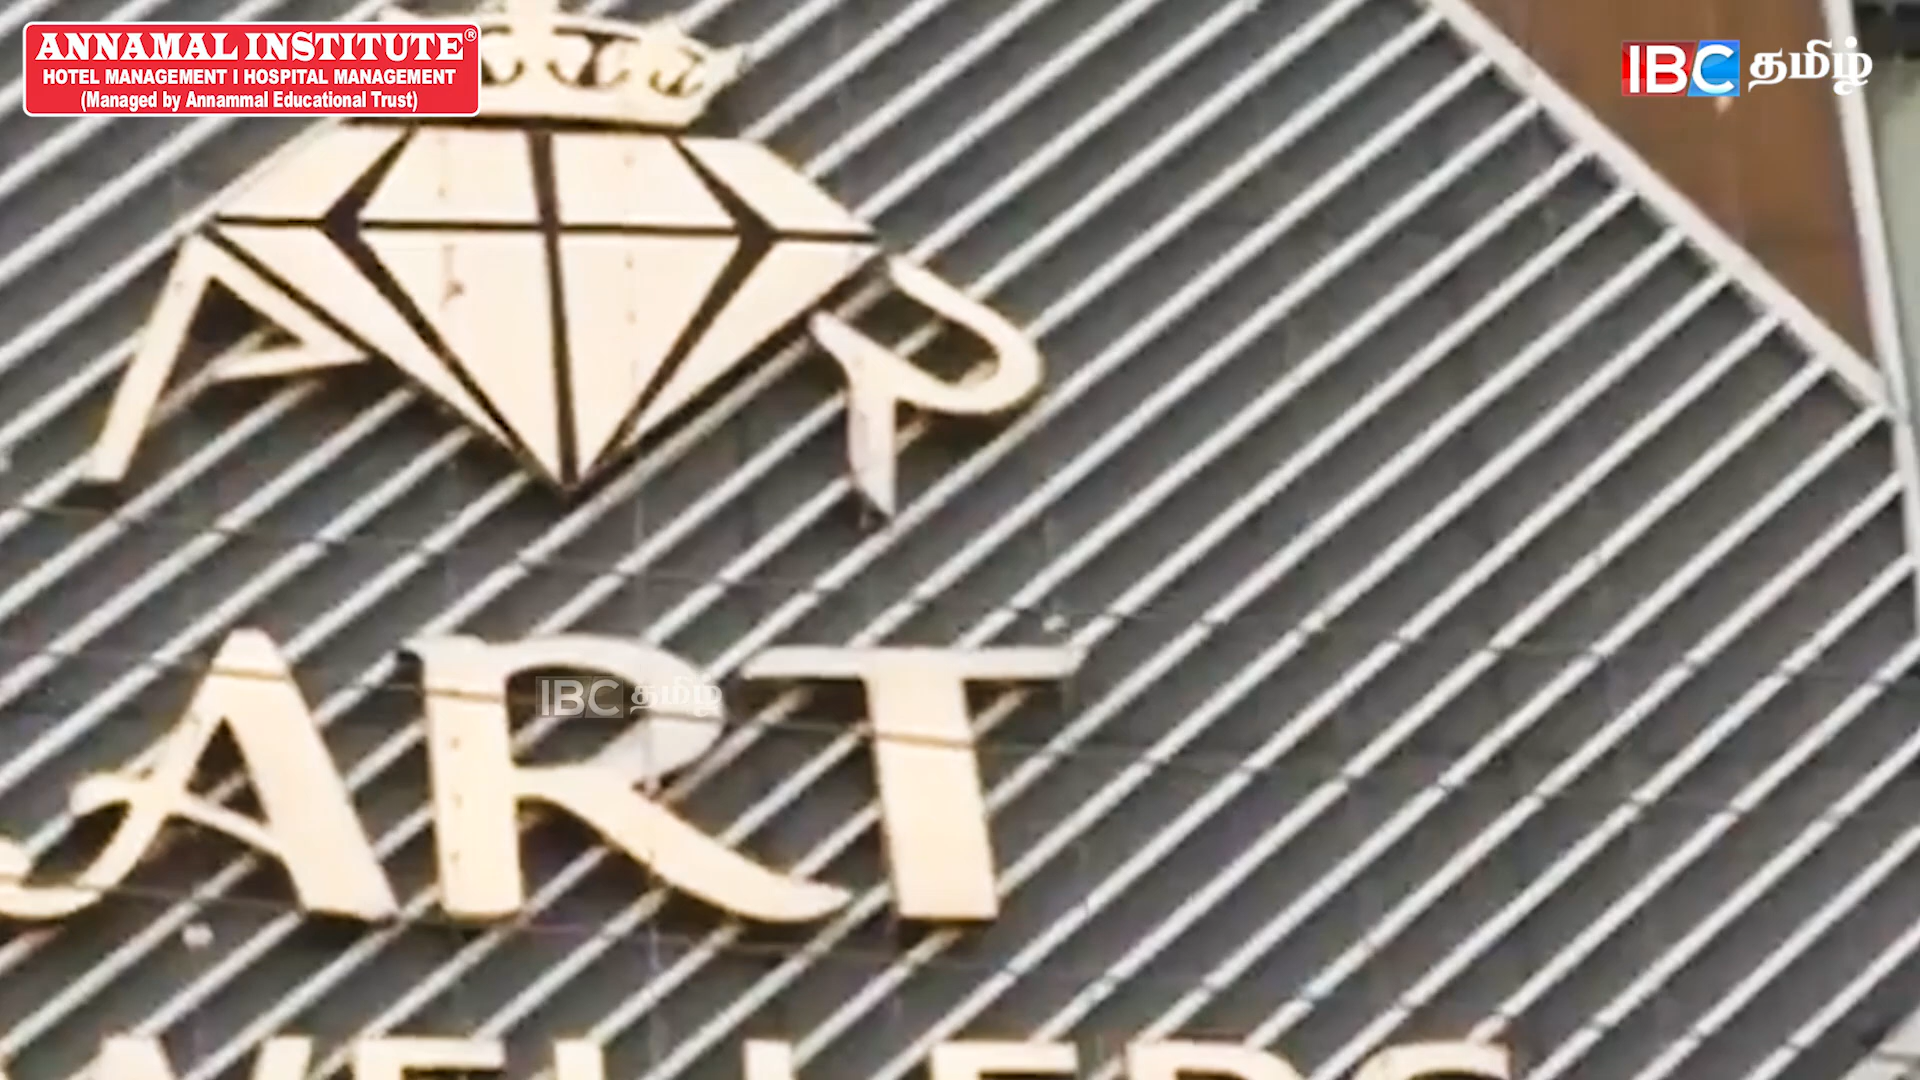 ANNAMAL INSTITUTE®
HOTEL MANAGEMENT I HOSPITAL MANAGEMENT
(Managed by Annammal Educational Trust)
IBC தமிழ்
ART
IBC தமிழ்